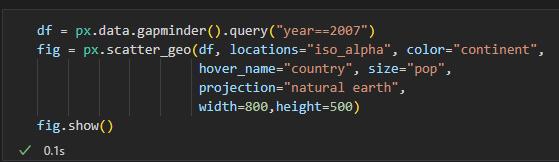 df = px.data.gapminder().query("year==2007")
fig = px.scatter_geo(df, locations="iso_alpha", color="continent",
                     hover_name="country", size="pop",
                     projection="natural earth",
                     width=800,height=500)
fig.show()
0.1s